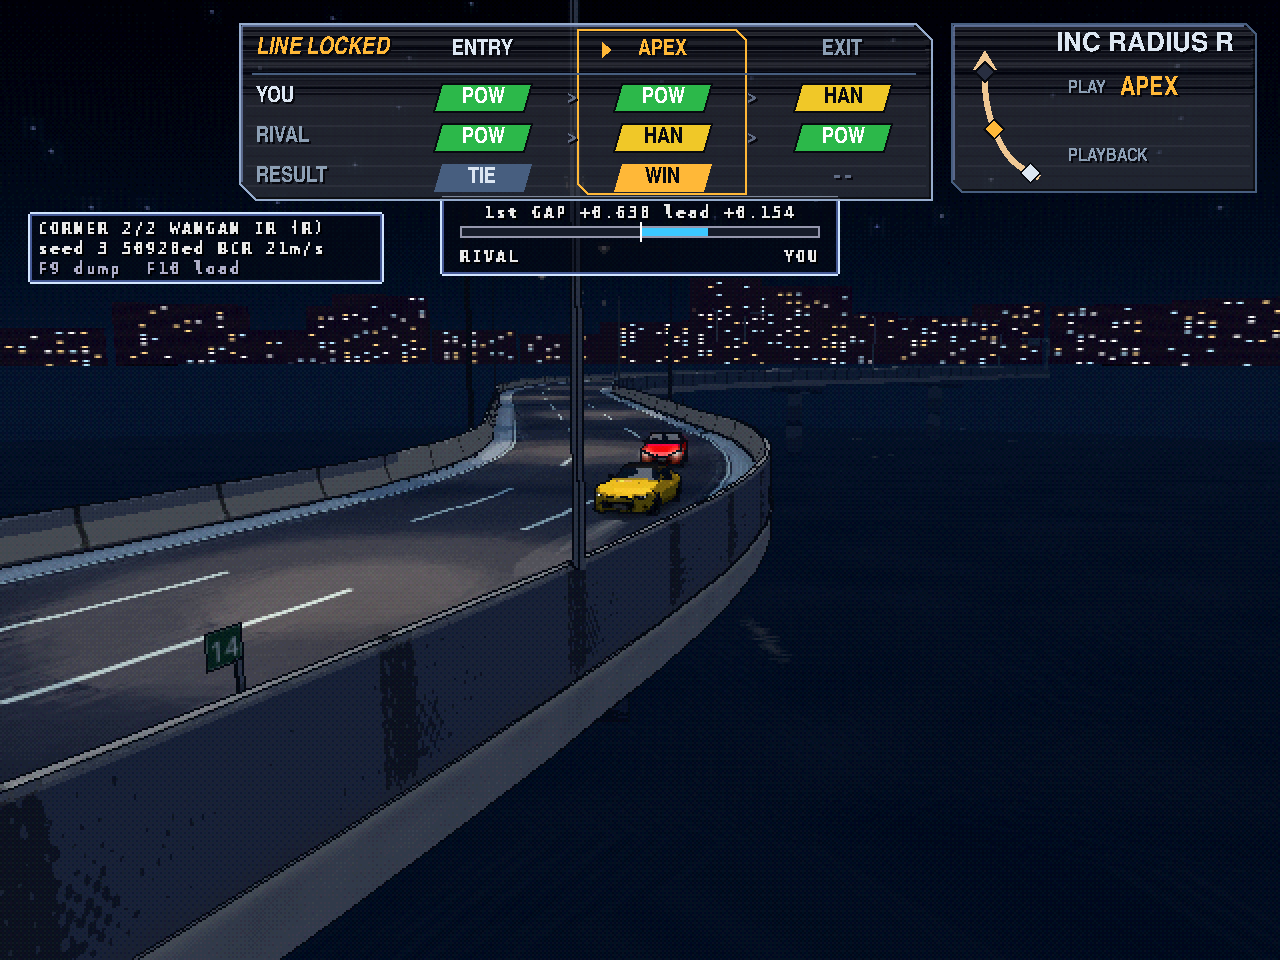 LINE LOCKED ENTRY APEX EXIT
YOU POW > POW > HAN
RIVAL POW > HAN > POW
RESULT TIE WIN --
INC RADIUS R
PLAY APEX
PLAYBACK
1st GAP +0.638 lead +0.154
RIVAL YOU
CORNER 2/2 WANGAN IR (R)
seed 3 21m/s
F9 dump F10 load
14